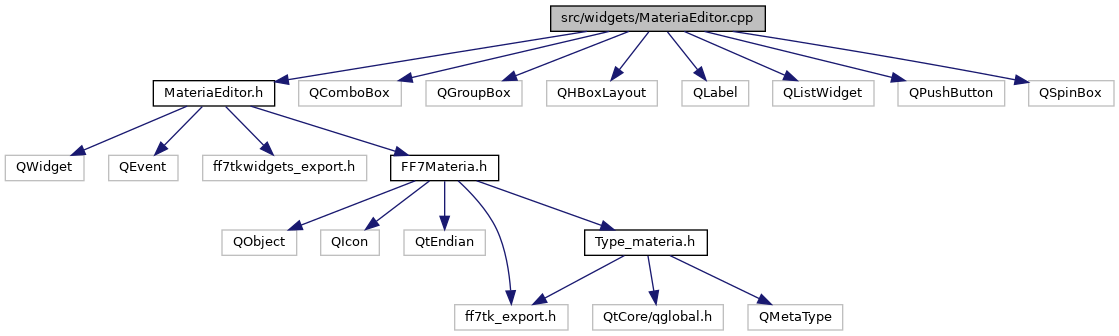 src/widgets/MateriaEditor.cpp
MateriaEditor.h
QComboBox
QGroupBox
QHBoxLayout
QLabel
QListWidget
QPushButton
QSpinBox
QWidget
QEvent
ff7tkwidgets_export.h
FF7Materia.h
QObject
QIcon
QtEndian
Type_materia.h
ff7tk_export.h
QtCore/qglobal.h
QMetaType